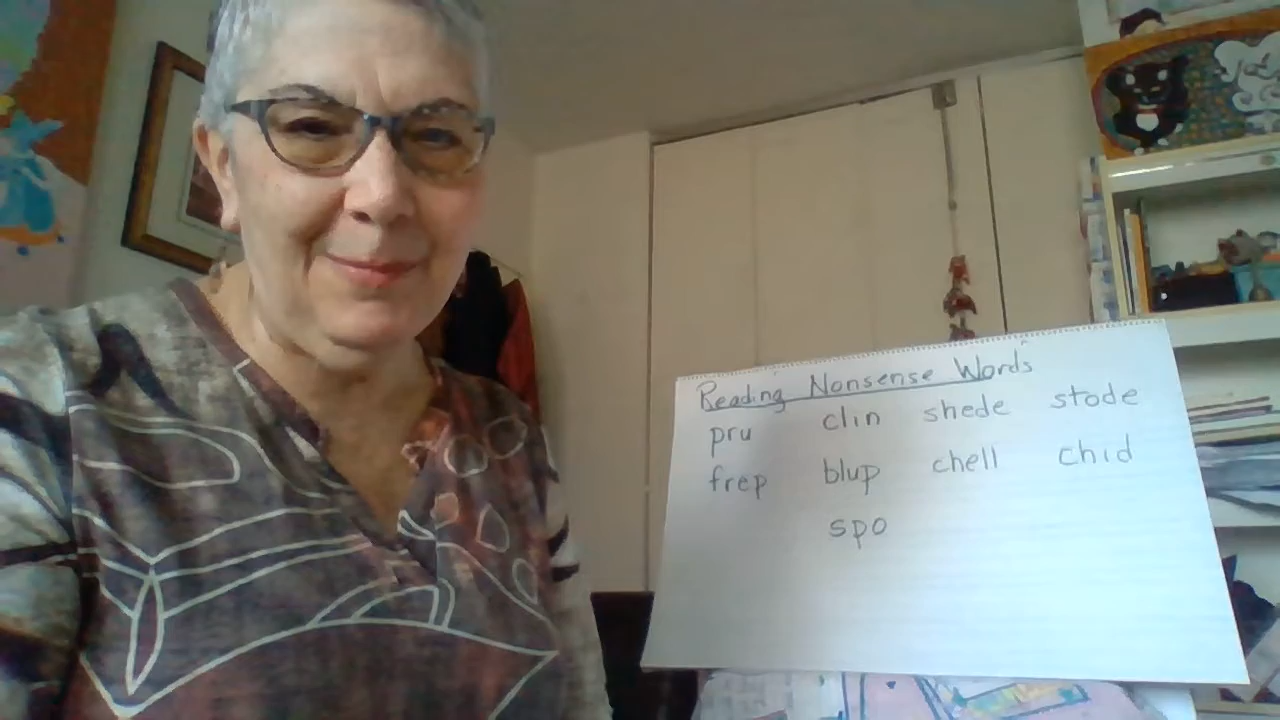 Reading Nonsense Words
pru clin shede stode
frep blup chell chid
spo